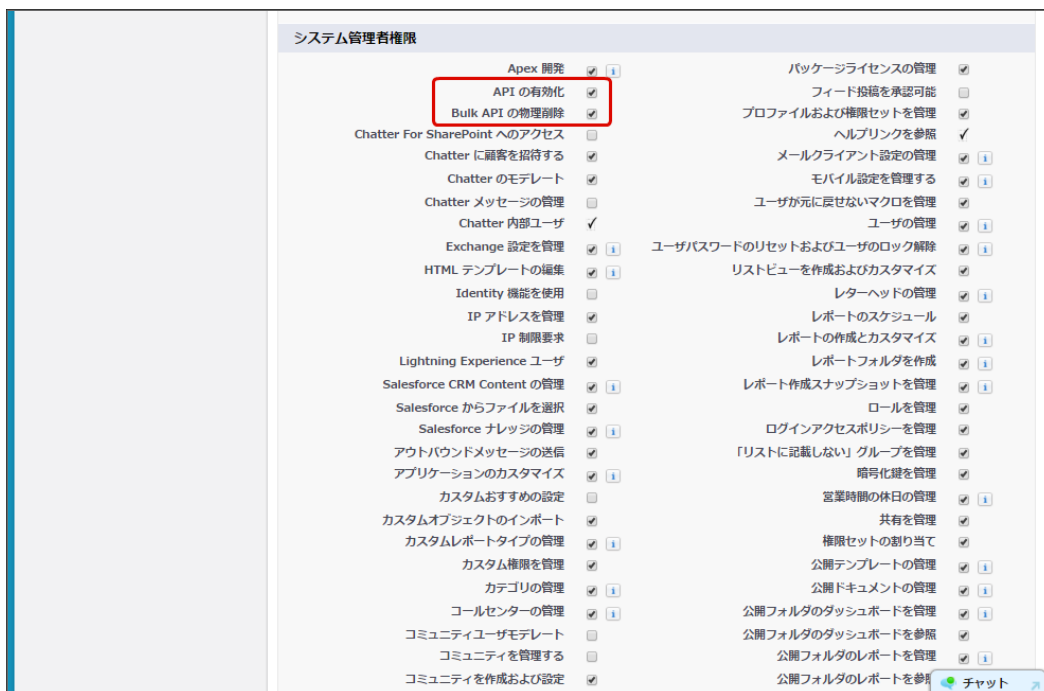 システム管理者権限
Apex 開発 パッケージライセンスの管理
API の有効化 フィード投稿を承認可能
Bulk API の物理削除 プロファイルおよび権限セットを管理
Chatter For SharePoint へのアクセス ヘルプリンクを参照
Chatter に顧客を招待する メールクライアント設定の管理
Chatter のモデレート モバイル設定を管理する
Chatter メッセージの管理 ユーザが元に戻せないマクロを管理
Chatter 内部ユーザ ユーザの管理
Exchange 設定を管理 ユーザパスワードのリセットおよびユーザのロック解除
HTML テンプレートの編集 リストビューを作成およびカスタマイズ
Identity 機能を使用 レターヘッドの管理
IP アドレスを管理 レポートのスケジュール
IP 制限要求 レポートの作成とカスタマイズ
Lightning Experience ユーザ レポートフォルダを作成
Salesforce CRM Content の管理 レポート作成スナップショットを管理
Salesforce からファイルを選択 ロールを管理
Salesforce ナレッジの管理 ログインアクセスポリシーを管理
アウトバウンドメッセージの送信 「リストに記載しない」グループを管理
アプリケーションのカスタマイズ 暗号化鍵を管理
カスタムおすすめの設定 営業時間の休日の管理
カスタムオブジェクトのインポート 共有を管理
カスタムレポートタイプの管理 権限セットの割り当て
カスタム権限を管理 公開テンプレートの管理
カテゴリの管理 公開ドキュメントの管理
コールセンターの管理 公開フォルダのダッシュボードを管理
コミュニティユーザモデレート 公開フォルダのダッシュボードを参照
コミュニティを管理する 公開フォルダのレポートを管理
コミュニティを作成および設定 公開フォルダのレポートを参
チャット